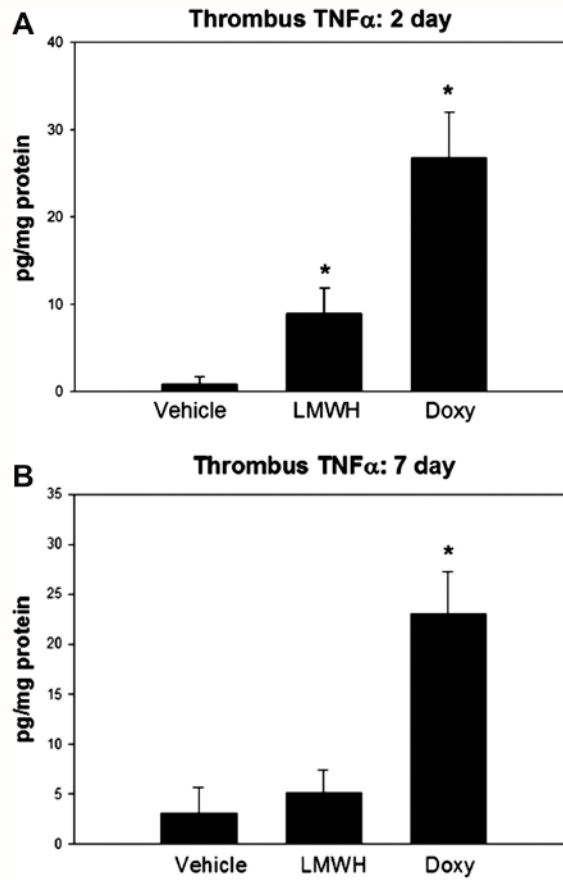 A
Thrombus TNFα: 2 day
pg/mg protein
40
30
20
10
0
*
*
Vehicle LMWH Doxy
B
Thrombus TNFα: 7 day
pg/mg protein
35
30
25
20
15
10
5
0
*
Vehicle LMWH Doxy